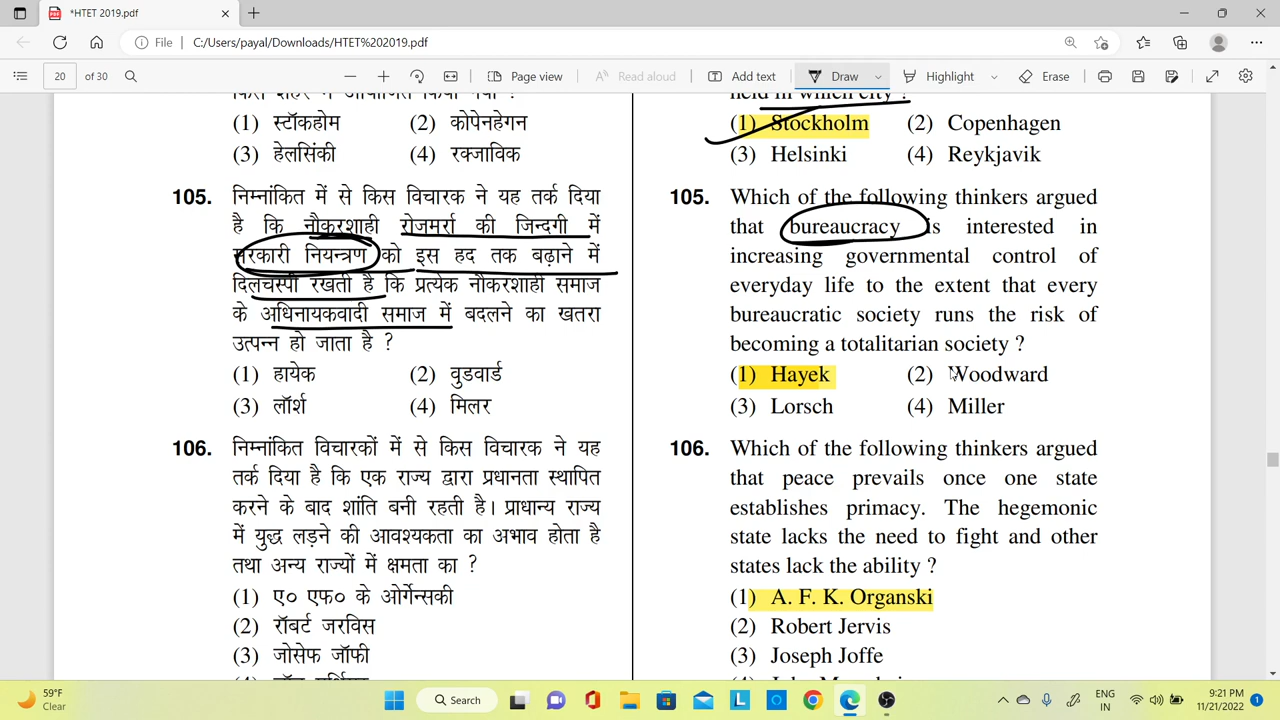 *HTET 2019.pdf
File C:/Users/payal/Downloads/HTET%202019.pdf
20 of 30 Page view Read aloud Add text Draw Highlight Erase
(1) स्टॉकहोम (2) कोपेनहेगन
(3) हेलसिंकी (4) रक्जाविक
105. निम्नांकित में से किस विचारक ने यह तर्क दिया
है कि नौकरशाही रोजमर्रा की जिन्दगी में
सरकारी नियन्त्रण को इस हद तक बढ़ाने में
दिलचस्पी रखती है कि प्रत्येक नौकरशाही समाज
के अधिनायकवादी समाज में बदलने का खतरा
उत्पन्न हो जाता है ?
(1) हायेक (2) वुडवार्ड
(3) लॉर्श (4) मिलर
106. निम्नांकित विचारकों में से किस विचारक ने यह
तर्क दिया है कि एक राज्य द्वारा प्रधानता स्थापित
करने के बाद शांति बनी रहती है। प्राधान्य राज्य
में युद्ध लड़ने की आवश्यकता का अभाव होता है
तथा अन्य राज्यों में क्षमता का ?
(1) ए० एफ० के ओर्गेन्सकी
(2) रॉबर्ट जरविस
(3) जोसेफ जॉफी
held in which city ?
(1) Stockholm (2) Copenhagen
(3) Helsinki (4) Reykjavik
105. Which of the following thinkers argued
that bureaucracy is interested in
increasing governmental control of
everyday life to the extent that every
bureaucratic society runs the risk of
becoming a totalitarian society ?
(1) Hayek (2) Woodward
(3) Lorsch (4) Miller
106. Which of the following thinkers argued
that peace prevails once one state
establishes primacy. The hegemonic
state lacks the need to fight and other
states lack the ability ?
(1) A. F. K. Organski
(2) Robert Jervis
(3) Joseph Joffe
59°F
Clear
Search
ENG
IN
9:21 PM
11/21/2022